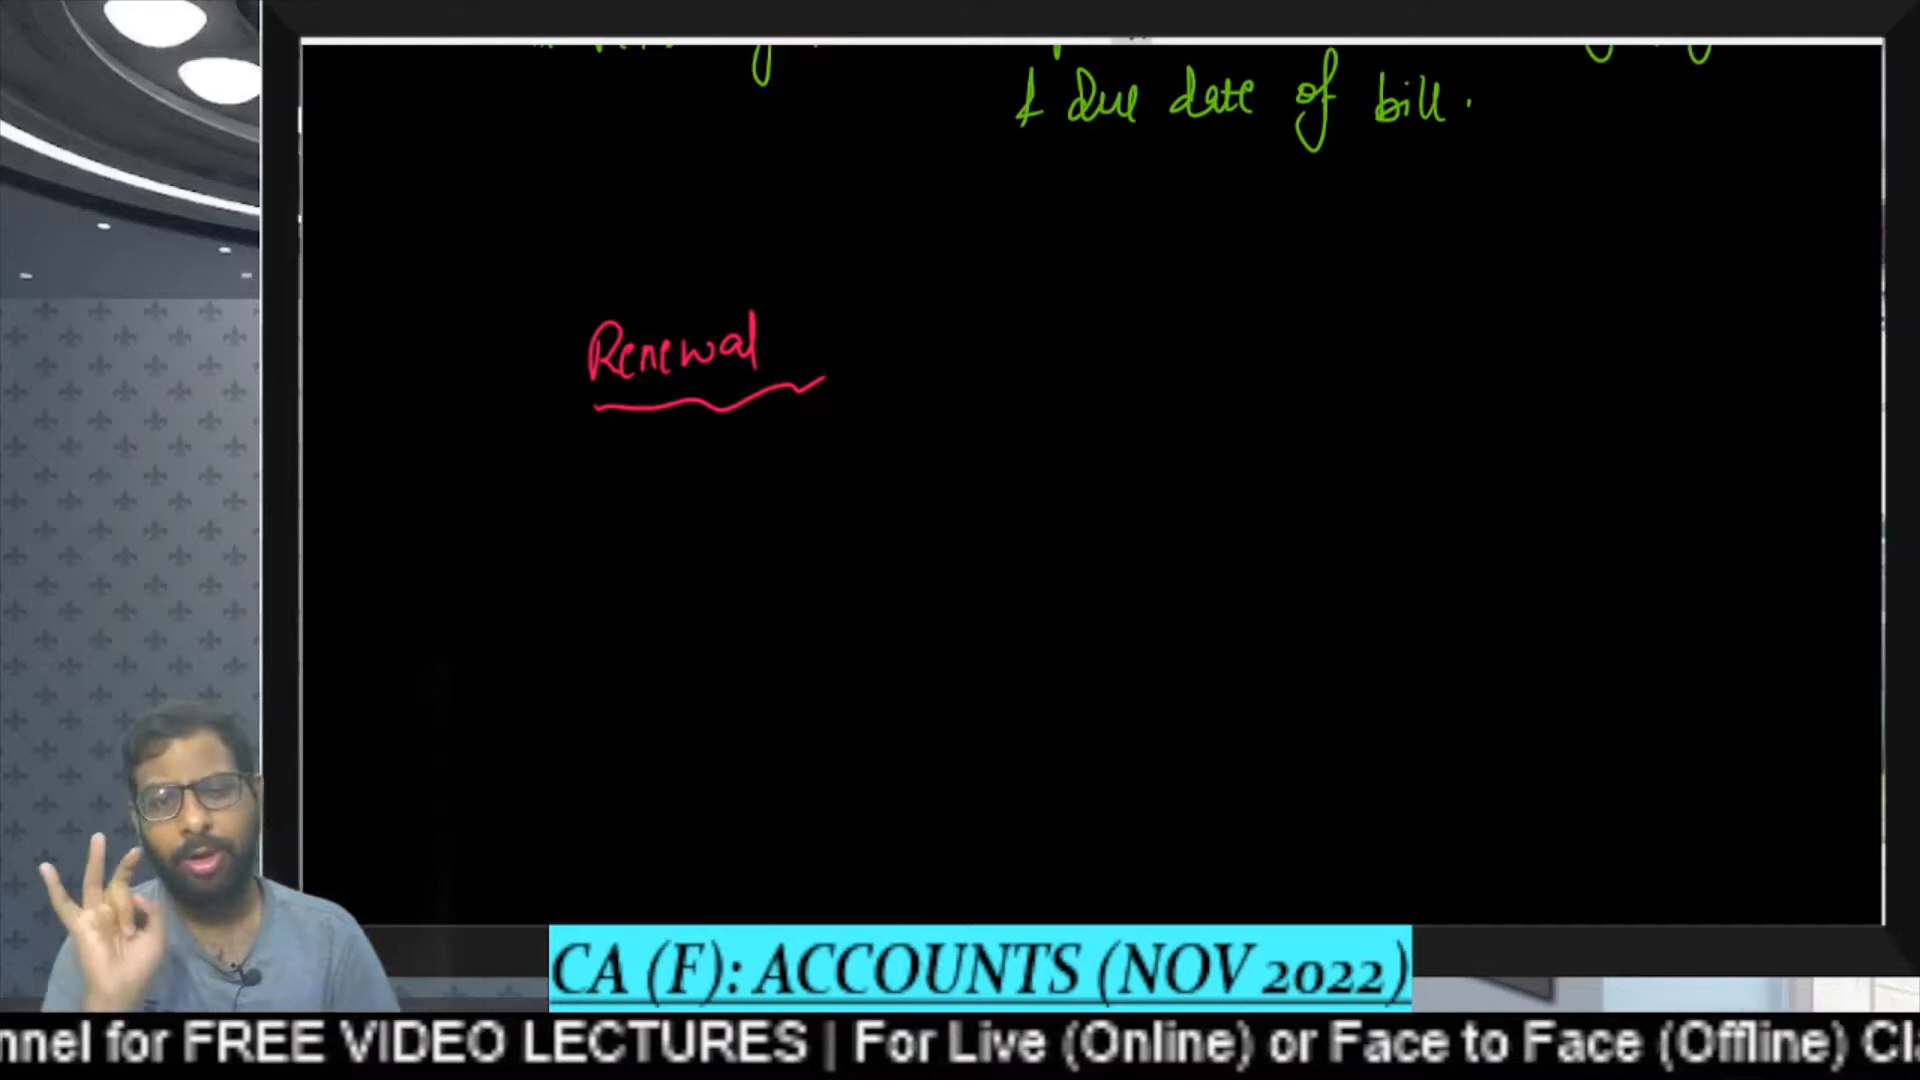 & Due date of bill.
Renewal
CA (F): ACCOUNTS (NOV 2022)
nnel for FREE VIDEO LECTURES | For Live (Online) or Face to Face (Offline) Cl